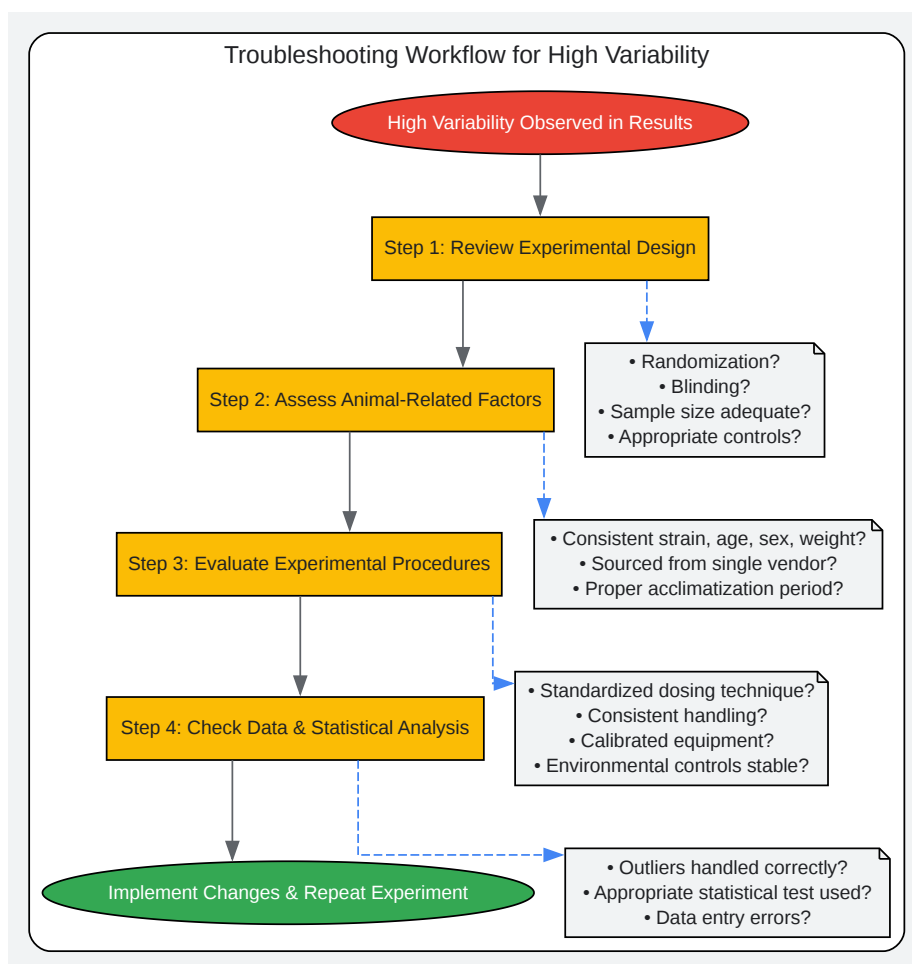 Troubleshooting Workflow for High Variability
High Variability Observed in Results
Step 1: Review Experimental Design
• Randomization?
• Blinding?
• Sample size adequate?
• Appropriate controls?
Step 2: Assess Animal-Related Factors
• Consistent strain, age, sex, weight?
• Sourced from single vendor?
• Proper acclimatization period?
Step 3: Evaluate Experimental Procedures
• Standardized dosing technique?
• Consistent handling?
• Calibrated equipment?
• Environmental controls stable?
Step 4: Check Data & Statistical Analysis
• Outliers handled correctly?
• Appropriate statistical test used?
• Data entry errors?
Implement Changes & Repeat Experiment